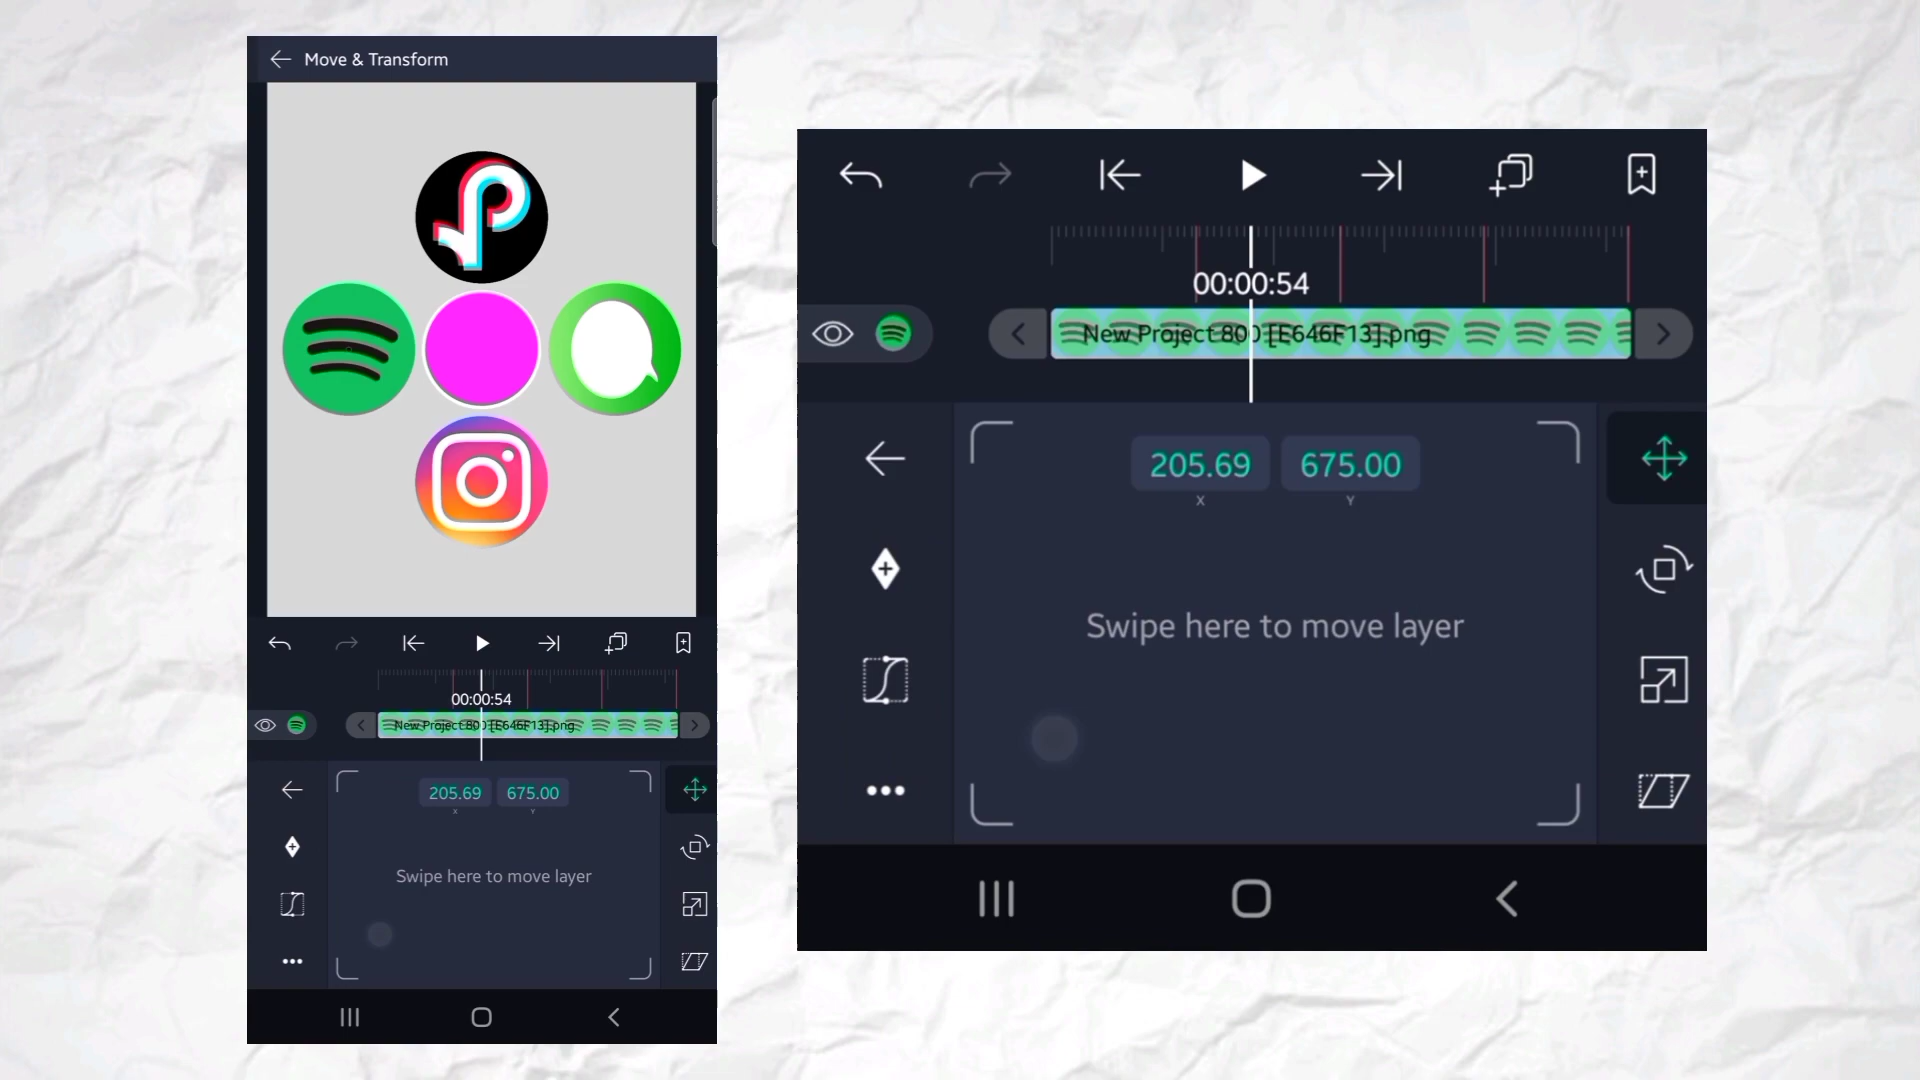 Move & Transform
00:00:54
New Project 800 [E646F13].png
205.69 675.00
X Y
Swipe here to move layer
00:00:54
New Project 800 [E646F13].png
205.69 675.00
X Y
Swipe here to move layer